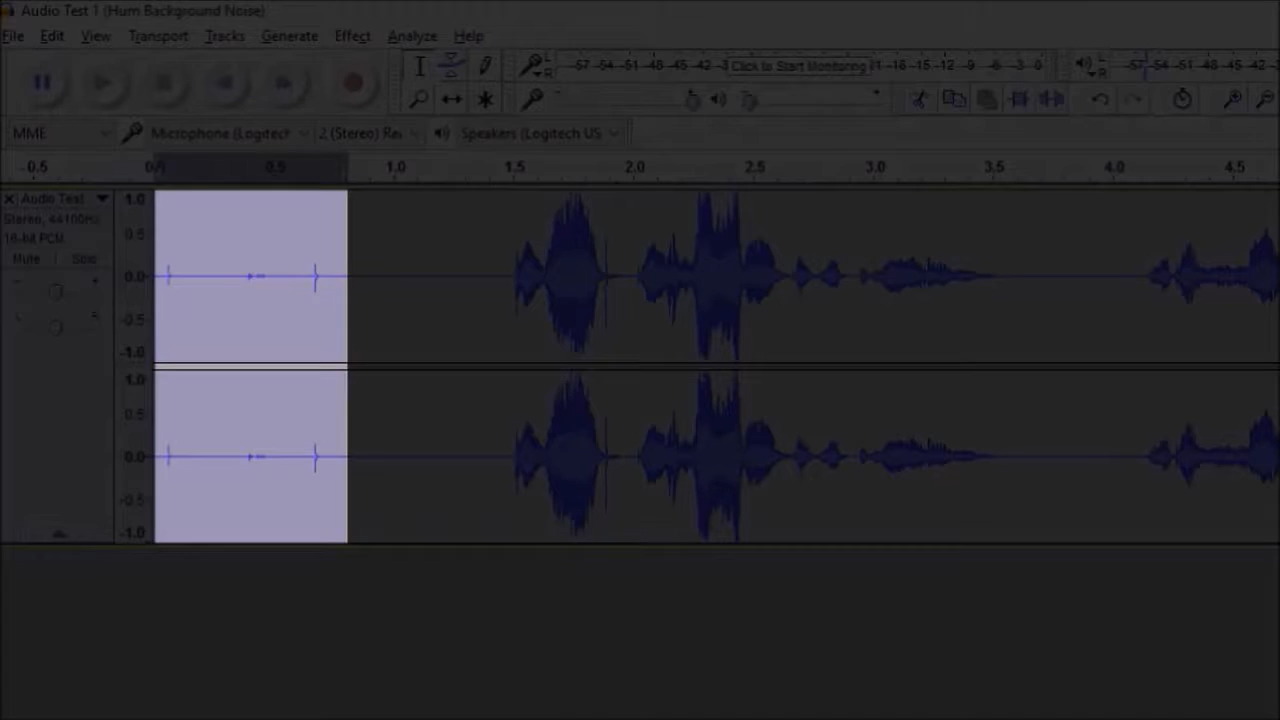 Audio Test 1 (Hum Background Noise)
File Edit View Transport Tracks Generate Effect Analyze Help
L R -57 -54 -51 -48 -45 -42 -3 Click to Start Monitoring 1 -18 -15 -12 -9 -6 -3 0 L R -57 -54 -51 -48 -45 -42 -3
MME Microphone (Logitech 2 (Stereo) Rec Speakers (Logitech US
-0.5 0.0 0.5 1.0 1.5 2.0 2.5 3.0 3.5 4.0 4.5
Audio Test 1.0
Stereo, 44100Hz
16-bit PCM
0.5
Mute Solo
- + 0.0
L R
-0.5
-1.0
1.0
0.5
0.0
-0.5
-1.0